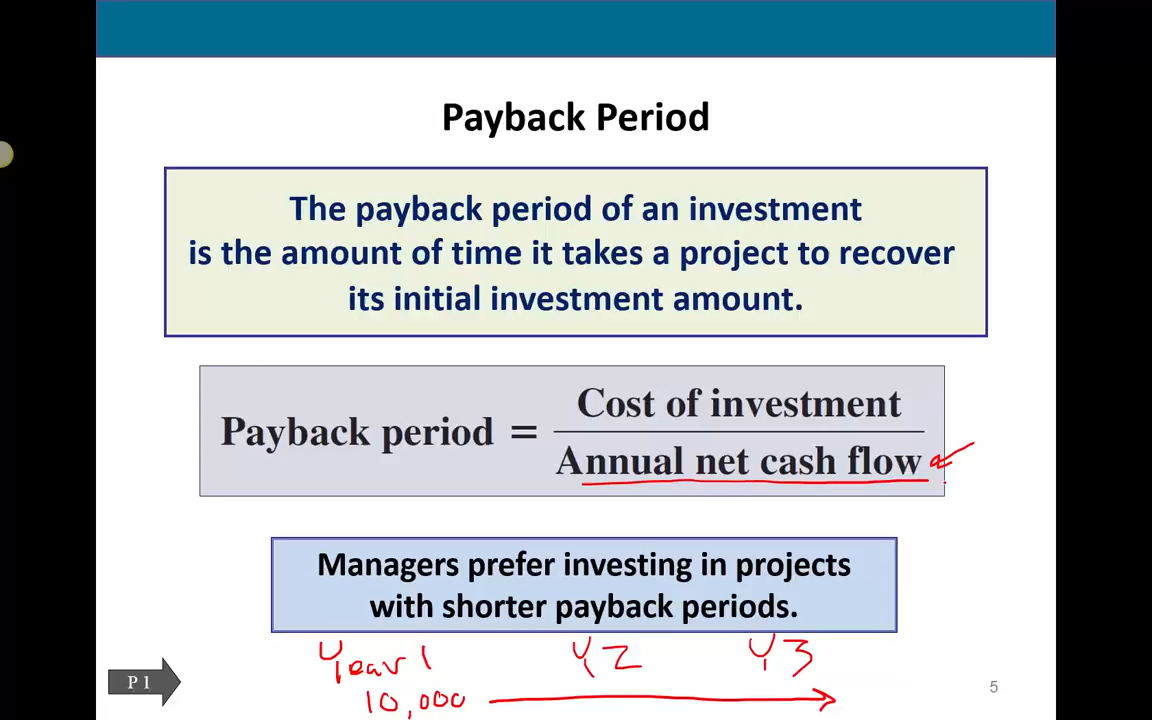 Payback Period
The payback period of an investment
is the amount of time it takes a project to recover
its initial investment amount.
Payback period = Cost of investment
Annual net cash flow
Managers prefer investing in projects
with shorter payback periods.
Year 1 Y2 Y3
10,000
P 1
5